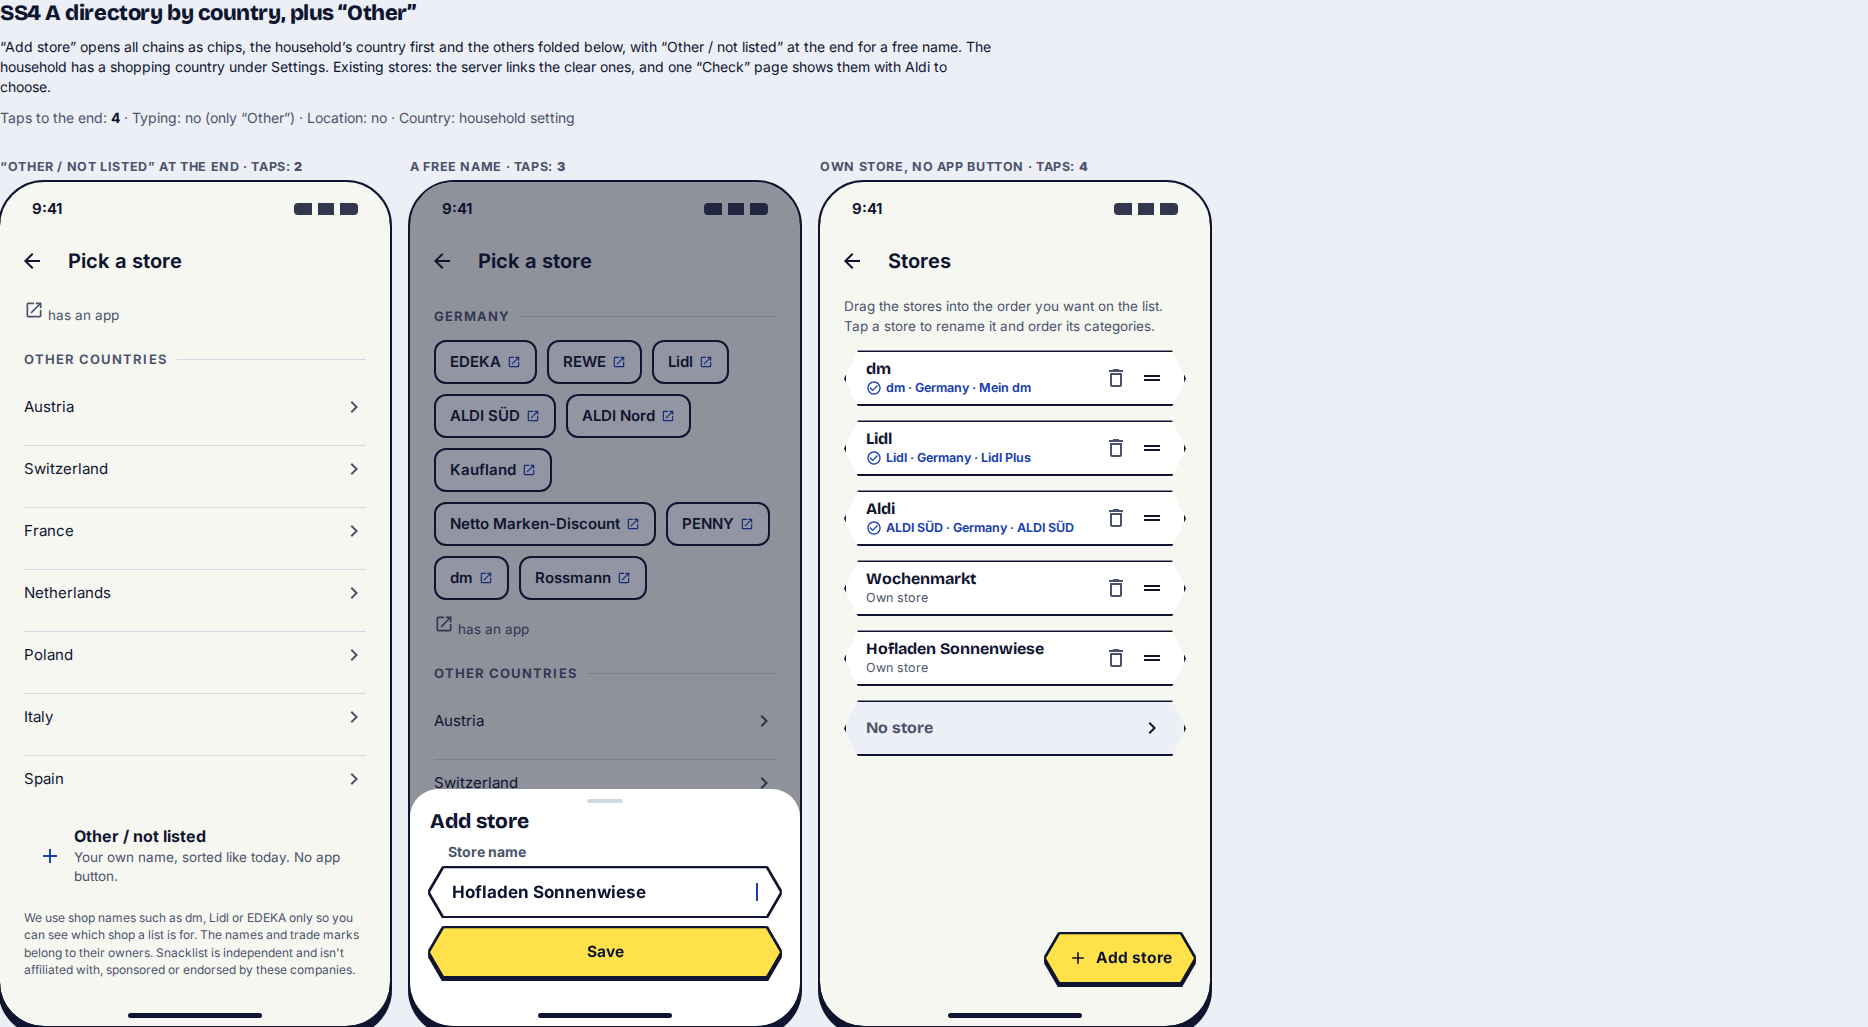 SS4 A directory by country, plus “Other”
“Add store” opens all chains as chips, the household’s country first and the others folded below, with “Other / not listed” at the end for a free name. The
household has a shopping country under Settings. Existing stores: the server links the clear ones, and one “Check” page shows them with Aldi to
choose.
Taps to the end: 4 · Typing: no (only “Other”) · Location: no · Country: household setting
“OTHER / NOT LISTED” AT THE END · TAPS: 2
9:41
Pick a store
has an app
OTHER COUNTRIES
Austria
Switzerland
France
Netherlands
Poland
Italy
Spain
Other / not listed
Your own name, sorted like today. No app
button.
We use shop names such as dm, Lidl or EDEKA only so you
can see which shop a list is for. The names and trade marks
belong to their owners. Snacklist is independent and isn't
affiliated with, sponsored or endorsed by these companies.
A FREE NAME · TAPS: 3
9:41
Pick a store
GERMANY
EDEKA
REWE
Lidl
ALDI SÜD
ALDI Nord
Kaufland
Netto Marken-Discount
PENNY
dm
Rossmann
has an app
OTHER COUNTRIES
Austria
Switzerland
Add store
Store name
Hofladen Sonnenwiese
Save
OWN STORE, NO APP BUTTON · TAPS: 4
9:41
Stores
Drag the stores into the order you want on the list.
Tap a store to rename it and order its categories.
dm
dm · Germany · Mein dm
Lidl
Lidl · Germany · Lidl Plus
Aldi
ALDI SÜD · Germany · ALDI SÜD
Wochenmarkt
Own store
Hofladen Sonnenwiese
Own store
No store
Add store